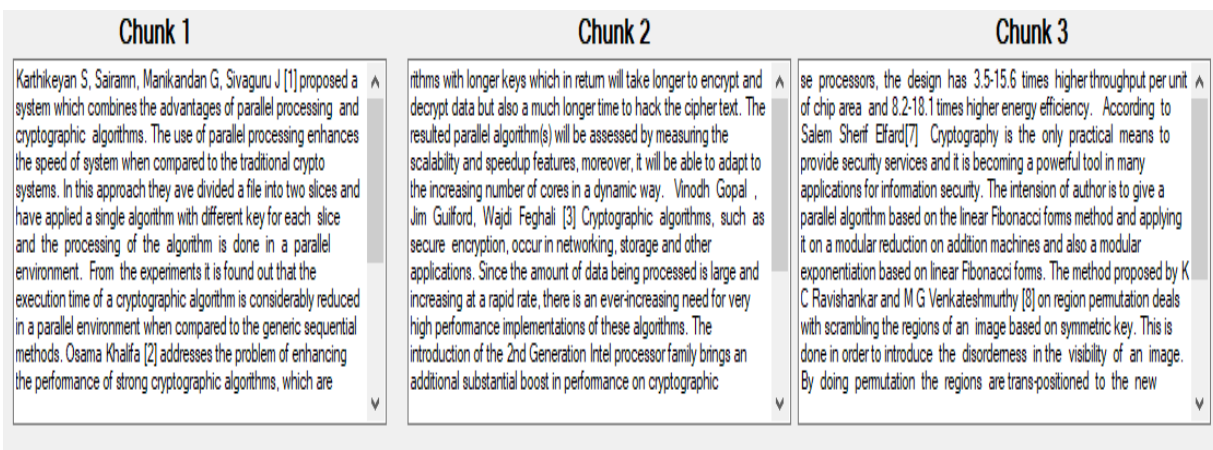 Chunk 1
Karthikeyan S, Sairamn, Manikandan G, Sivaguru J [1] proposed a
system which combines the advantages of parallel processing and
cryptographic algorithms. The use of parallel processing enhances
the speed of system when compared to the traditional crypto
systems. In this approach they ave divided a file into two slices and
have applied a single algorithm with different key for each slice
and the processing of the algorithm is done in a parallel
environment. From the experiments it is found out that the
execution time of a cryptographic algorithm is considerably reduced
in a parallel environment when compared to the generic sequential
methods. Osama Khalifa [2] addresses the problem of enhancing
the performance of strong cryptographic algorithms, which are
Chunk 2
rithms with longer keys which in return will take longer to encrypt and
decrypt data but also a much longer time to hack the cipher text. The
resulted parallel algorithm(s) will be assessed by measuring the
scalability and speedup features, moreover, it will be able to adapt to
the increasing number of cores in a dynamic way. Vinodh Gopal ,
Jim Guilford, Wajdi Feghali [3] Cryptographic algorithms, such as
secure encryption, occur in networking, storage and other
applications. Since the amount of data being processed is large and
increasing at a rapid rate, there is an ever-increasing need for very
high performance implementations of these algorithms. The
introduction of the 2nd Generation Intel processor family brings an
additional substantial boost in performance on cryptographic
Chunk 3
se processors, the design has 3.5-15.6 times higher throughput per unit
of chip area and 8.2-18.1 times higher energy efficiency. According to
Salem Sherif Elfard[7] Cryptography is the only practical means to
provide security services and it is becoming a powerful tool in many
applications for information security. The intension of author is to give a
parallel algorithm based on the linear Fibonacci forms method and applying
it on a modular reduction on addition machines and also a modular
exponentiation based on linear Fibonacci forms. The method proposed by K
C Ravishankar and M G Venkateshmurthy [8] on region permutation deals
with scrambling the regions of an image based on symmetric key. This is
done in order to introduce the disorderness in the visibility of an image.
By doing permutation the regions are trans-positioned to the new